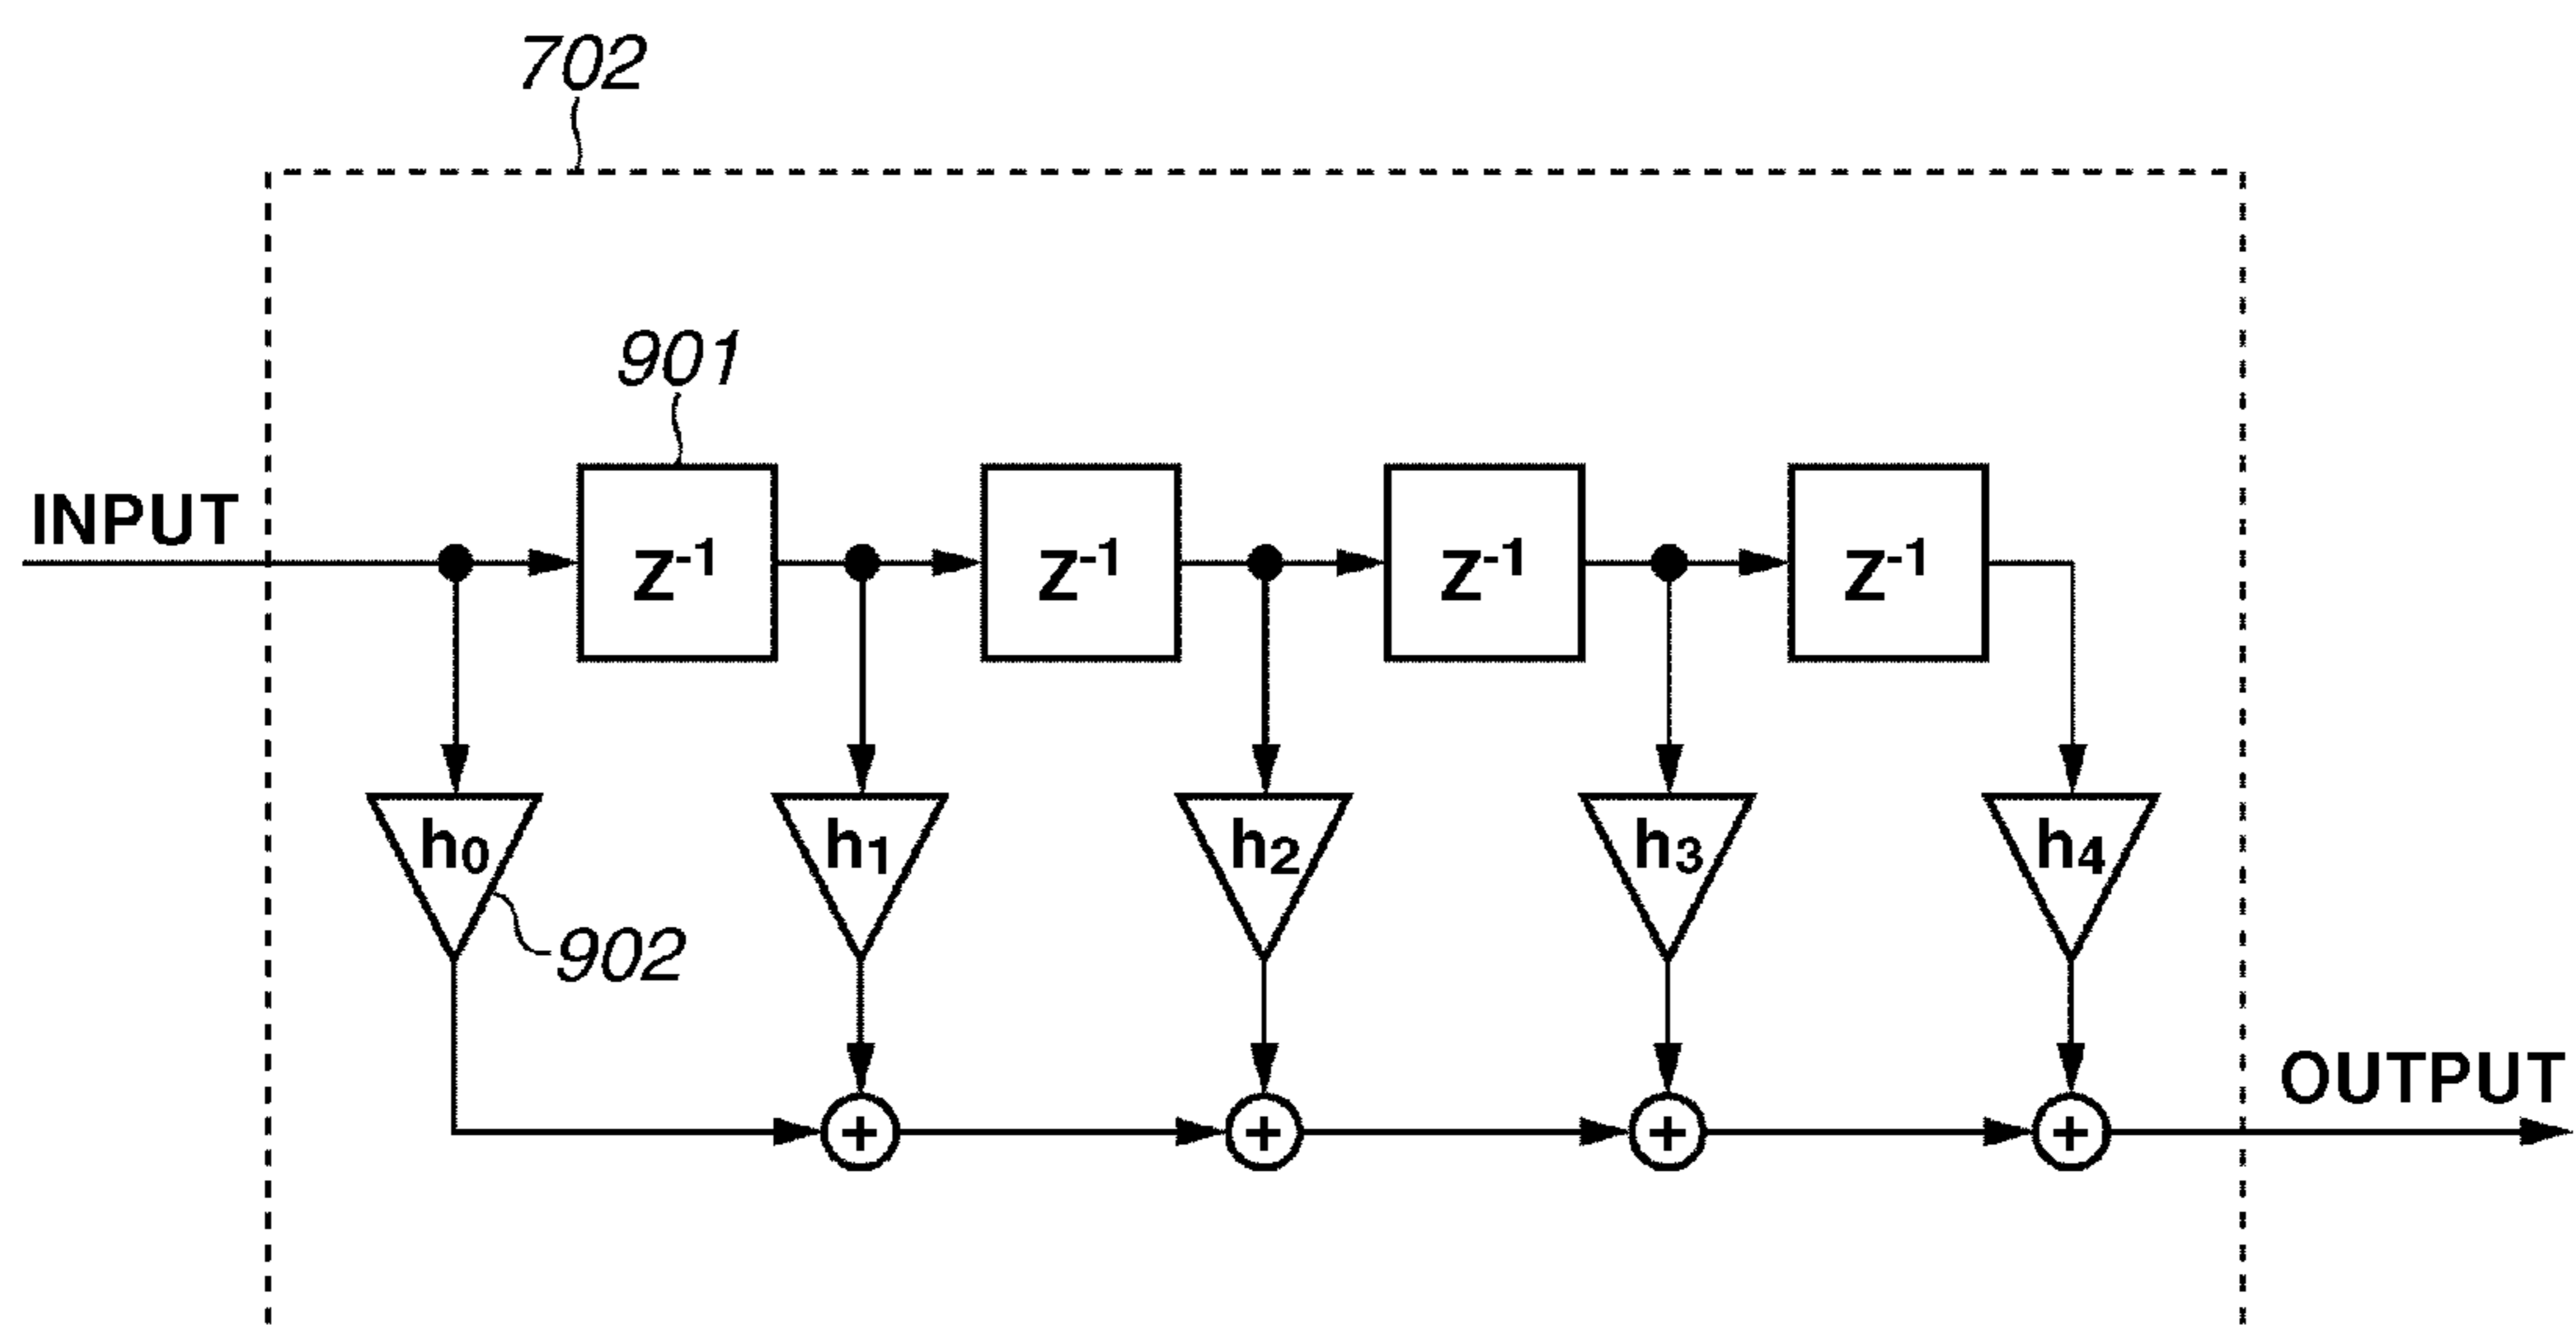 702
901
INPUT
Z⁻¹ Z⁻¹ Z⁻¹ Z⁻¹
h₀ h₁ h₂ h₃ h₄
902
OUTPUT
+ + + +